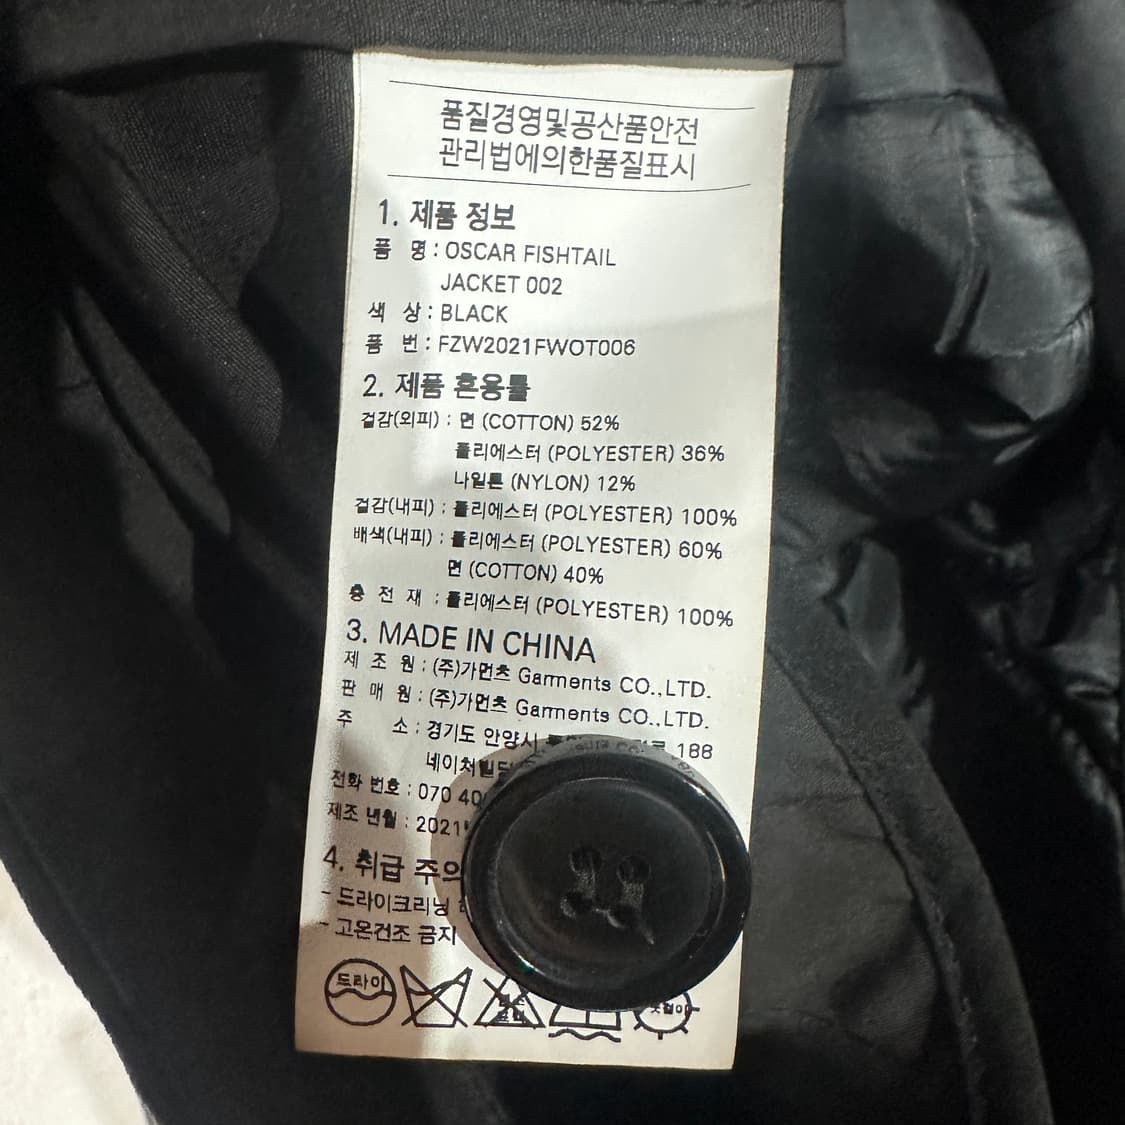 품질경영및공산품안전
관리법에의한품질표시
1. 제품 정보
품 명 : OSCAR FISHTAIL
JACKET 002
색 상 : BLACK
품 번 : FZW2021FWOT006
2. 제품 혼용률
겉감(외피) : 면 (COTTON) 52%
폴리에스터 (POLYESTER) 36%
나일론 (NYLON) 12%
겉감(내피) : 폴리에스터 (POLYESTER) 100%
배색(내피) : 폴리에스터 (POLYESTER) 60%
면 (COTTON) 40%
충 전 재 : 폴리에스터 (POLYESTER) 100%
3. MADE IN CHINA
제 조 원 : (주)가먼츠 Garments CO.,LTD.
판 매 원 : (주)가먼츠 Garments CO.,LTD.
주 소 : 경기도 안양시 188
전화 번호 : 070
제조 년월 : 2021
4. 취급 주의
- 드라이크리닝
- 고온건조 금지
드라이